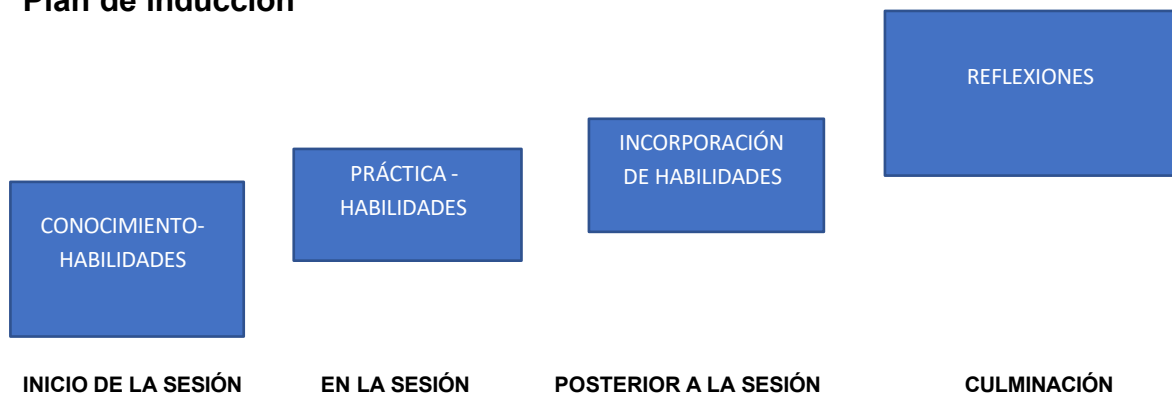 Plan de inducción
REFLEXIONES
INCORPORACIÓN
DE HABILIDADES
PRÁCTICA -
HABILIDADES
CONOCIMIENTO-
HABILIDADES
INICIO DE LA SESIÓN
EN LA SESIÓN
POSTERIOR A LA SESIÓN
CULMINACIÓN